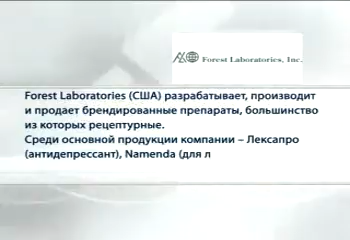 Forest Laboratories, Inc.
Forest Laboratories (США) разрабатывает, производит
и продает брендированные препараты, большинство
из которых рецептурные.
Среди основной продукции компании – Лексапро
(антидепрессант), Namenda (для л